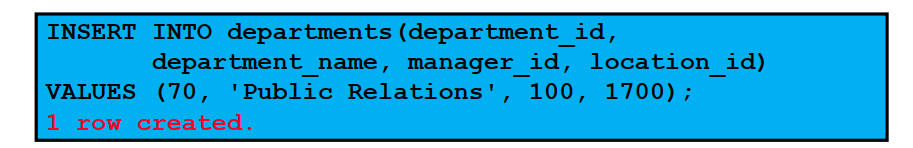 INSERT INTO departments(department_id,
department_name, manager_id, location_id)
VALUES (70, 'Public Relations', 100, 1700);
1 row created.